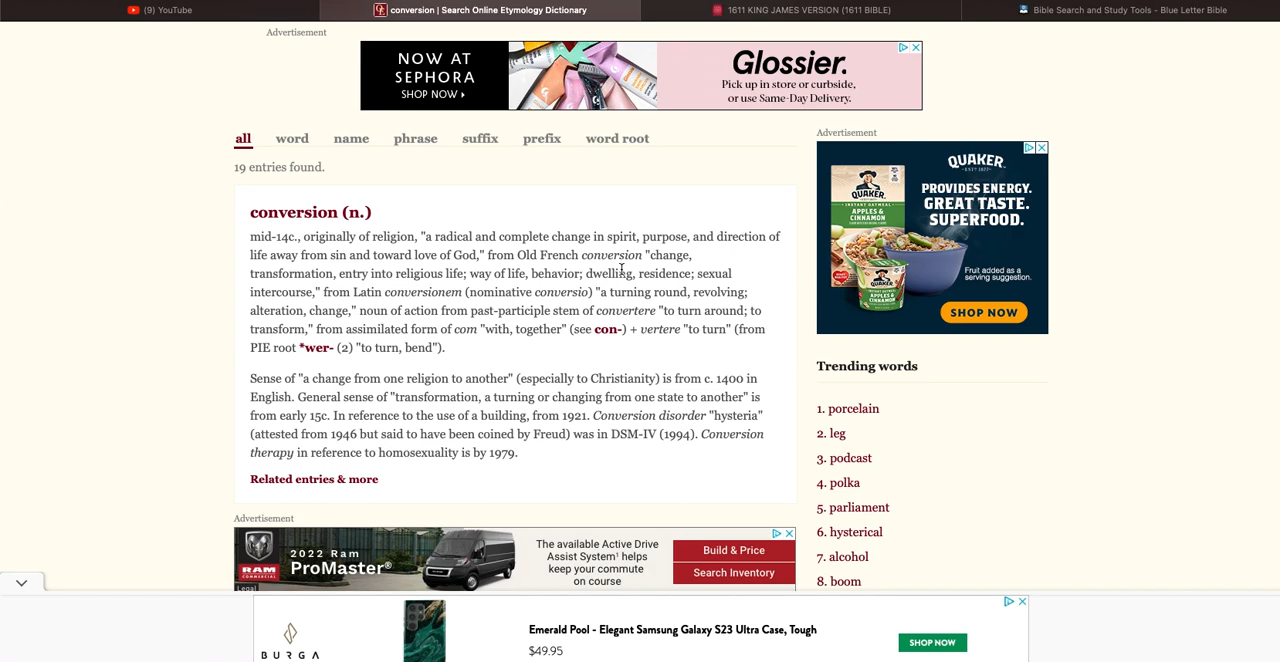 (9) YouTube
conversion | Search Online Etymology Dictionary
1611 KING JAMES VERSION (1611 BIBLE)
Bible Search and Study Tools - Blue Letter Bible
Advertisement
NOW AT
SEPHORA
SHOP NOW
Glossier.
Pick up in store or curbside,
or use Same-Day Delivery.
all word name phrase suffix prefix word root
19 entries found.
conversion (n.)
mid-14c., originally of religion, "a radical and complete change in spirit, purpose, and direction of
life away from sin and toward love of God," from Old French conversion "change,
transformation, entry into religious life; way of life, behavior; dwelling, residence; sexual
intercourse," from Latin conversionem (nominative conversio) "a turning round, revolving;
alteration, change," noun of action from past-participle stem of convertere "to turn around; to
transform," from assimilated form of com "with, together" (see con-) + vertere "to turn" (from
PIE root *wer- (2) "to turn, bend").
Sense of "a change from one religion to another" (especially to Christianity) is from c. 1400 in
English. General sense of "transformation, a turning or changing from one state to another" is
from early 15c. In reference to the use of a building, from 1921. Conversion disorder "hysteria"
(attested from 1946 but said to have been coined by Freud) was in DSM-IV (1994). Conversion
therapy in reference to homosexuality is by 1979.
Related entries & more
Advertisement
QUAKER
QUAKER
PROVIDES ENERGY.
GREAT TASTE.
SUPERFOOD.
APPLES &
CINNAMON
Fruit added as a
serving suggestion.
SHOP NOW
Trending words
1. porcelain
2. leg
3. podcast
4. polka
5. parliament
6. hysterical
7. alcohol
8. boom
Advertisement
RAM
COMMERCIAL
Legal
2022 Ram
ProMaster®
The available Active Drive
Assist System¹ helps
keep your commute
on course
Build & Price
Search Inventory
BURGA
Emerald Pool - Elegant Samsung Galaxy S23 Ultra Case, Tough
$49.95
SHOP NOW